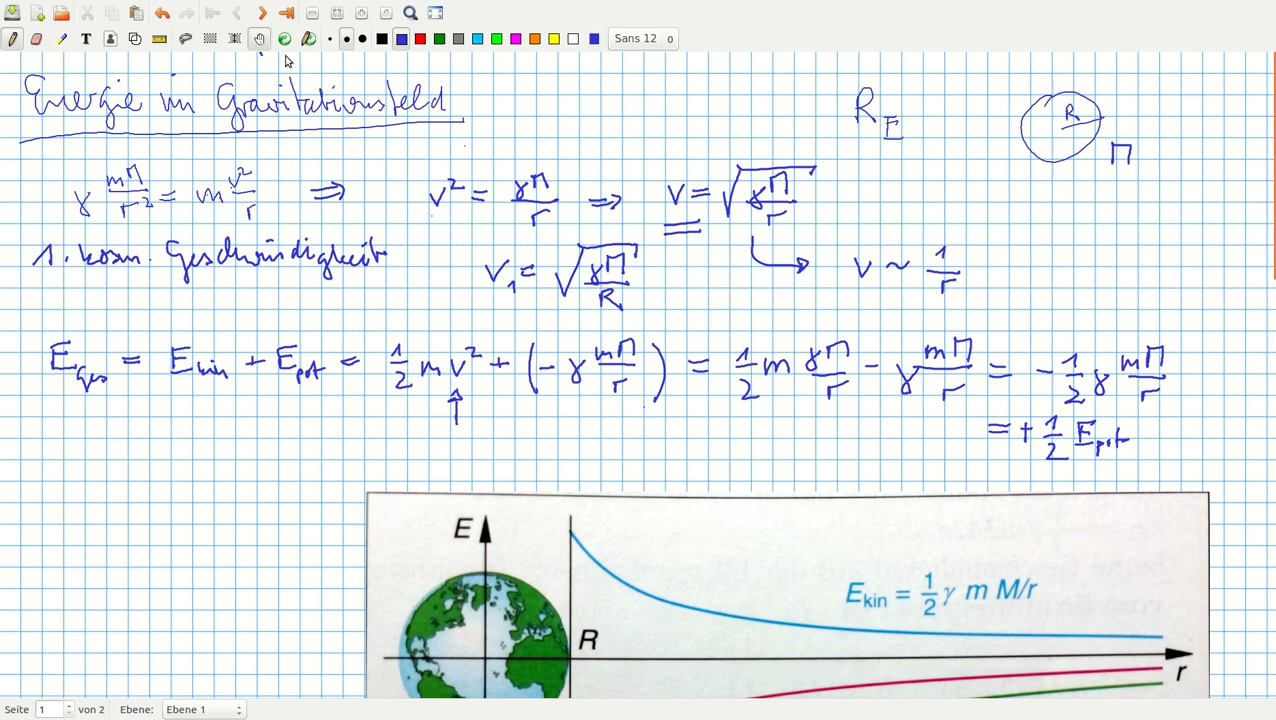 Sans 12 0
Energie im Gravitationsfeld
R_E
R
M
γ mM/r² = m v²/r ⇒ v² = γM/r ⇒ v = √(γ M/r)
1. kosm. Geschwindigkeit v₁ = √(γM/R) v ~ 1/r
E_ges = E_kin + E_pot = 1/2 m v² + (- γ mM/r) = 1/2 m γM/r - γ mM/r = - 1/2 γ mM/r
= + 1/2 E_pot
E
E_kin = 1/2 γ m M/r
R
r
Seite 1 von 2 Ebene: Ebene 1